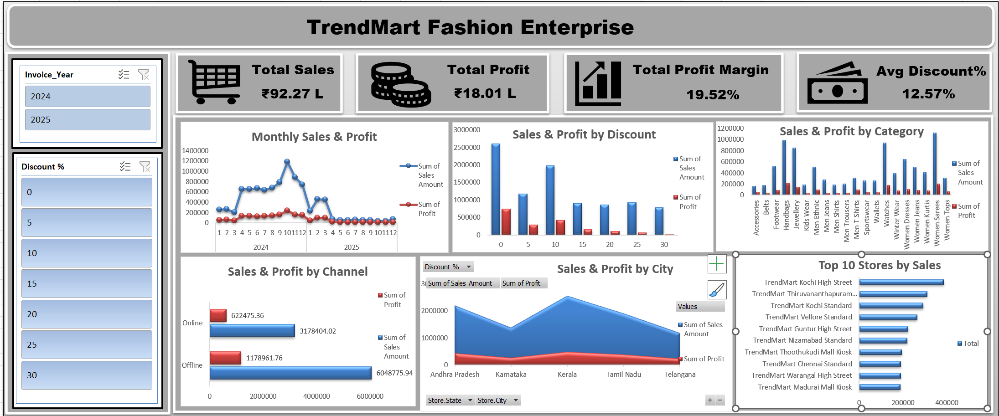 TrendMart Fashion Enterprise
Invoice_Year
2024
2025
Discount %
0
5
10
15
20
25
30
Total Sales
₹92.27 L
Total Profit
₹18.01 L
Total Profit Margin
19.52%
Avg Discount%
12.57%
Monthly Sales & Profit
1400000
1200000
1000000
800000
600000
400000
200000
0
1 2 3 4 5 6 7 8 9 101112 1 2 3 4 5 6 7 8 9 101112
2024 2025
Sum of
Sales
Amount
Sum of
Profit
Sales & Profit by Discount
3000000
2500000
2000000
1500000
1000000
500000
0
0 5 10 15 20 25 30
Sum of
Sales
Amount
Sum of
Profit
Sales & Profit by Category
1200000
1000000
800000
600000
400000
200000
0
Accessories
Belts
Footwear
Handbags
Jewellery
Kids Wear
Men Ethnic
Men Jeans
Men Shirts
Men Trousers
Men T-Shirts
Sportswear
Wallets
Watches
Winter Wear
Women Dresses
Women Jeans
Women Kurtis
Women Sarees
Women Tops
Sum of
Sales
Amount
Sum of
Profit
Sales & Profit by Channel
Sum of
Profit
Online
622475.36
3178404.02
Sum of
Sales
Amount
Offline
1178961.76
6048775.94
0 2000000 4000000 6000000
Discount %
Sales & Profit by City
30
Sum of Sales Amount Sum of Profit
2000000
1000000
0
Values
Sum of Sales
Amount
Sum of Profit
Andhra Pradesh Karnataka Kerala Tamil Nadu Telangana
Store.State Store.City
+ −
Top 10 Stores by Sales
TrendMart Kochi High Street
TrendMart Thiruvananthapuram...
TrendMart Kochi Standard
TrendMart Vellore Standard
TrendMart Guntur High Street
TrendMart Nizamabad Standard
TrendMart Thoothukudi Mall Kiosk
TrendMart Chennai Standard
TrendMart Warangal High Street
TrendMart Madurai Mall Kiosk
Total
0 200000 400000